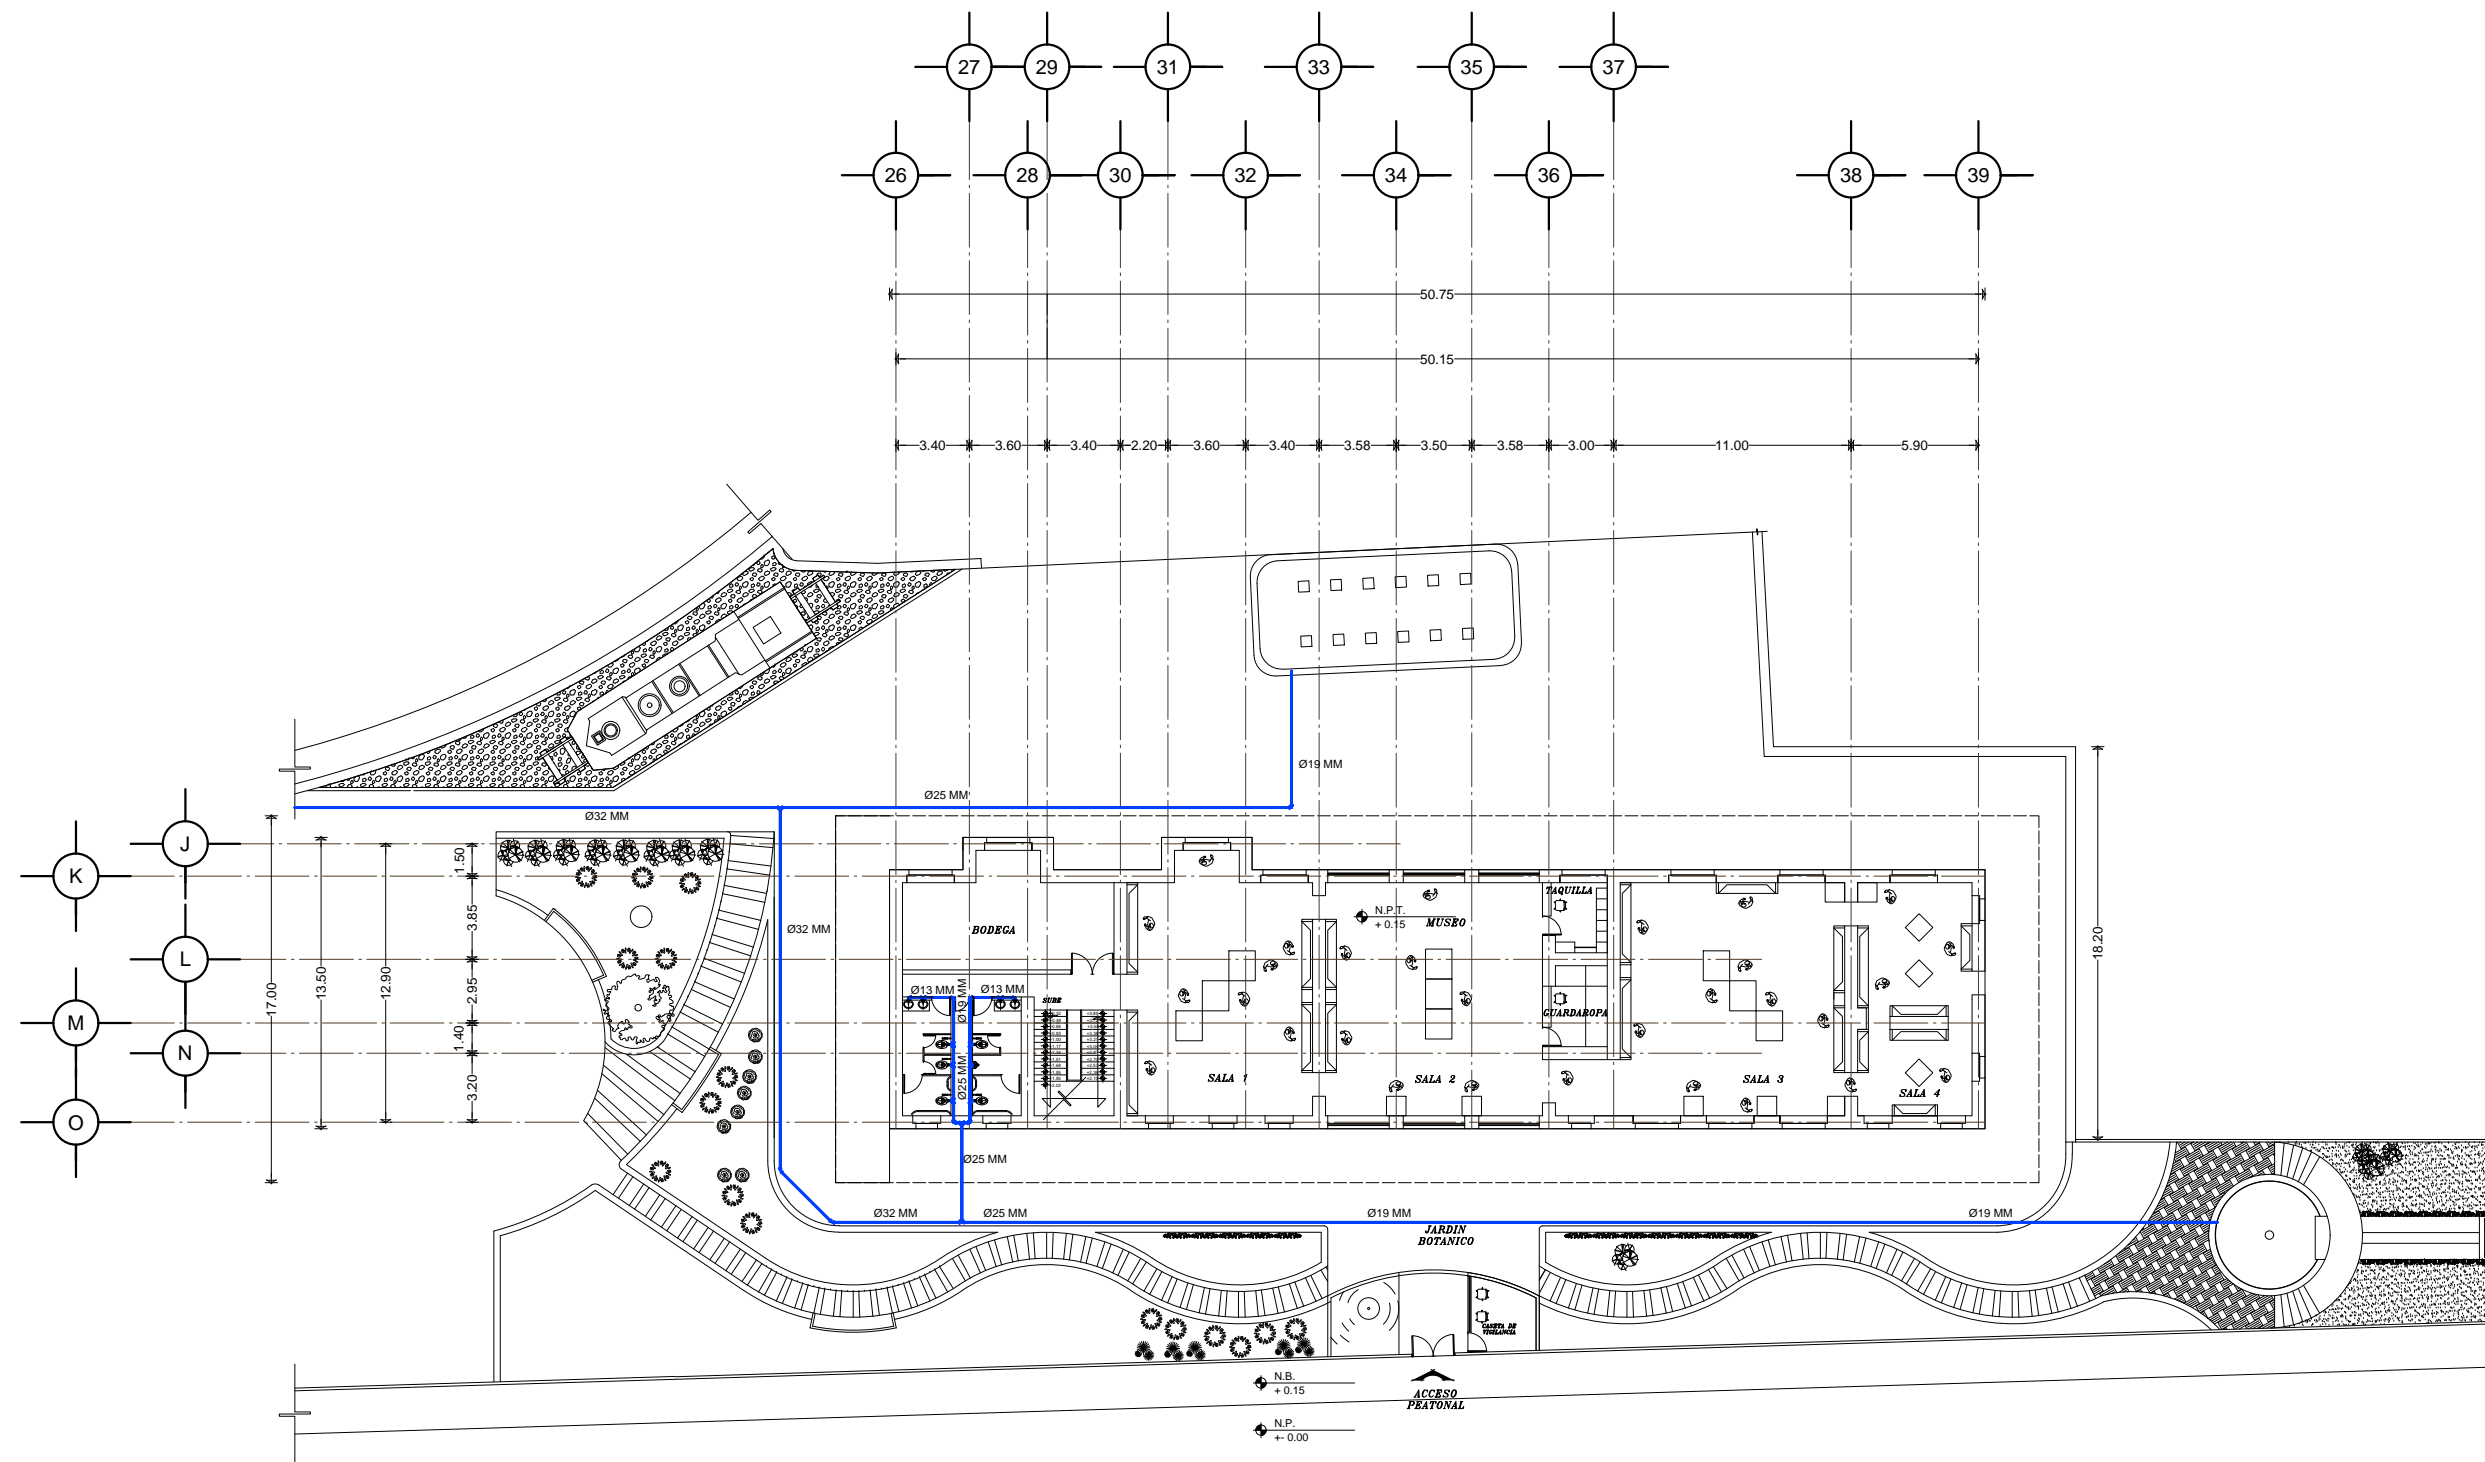 27
29
31
33
35
37
26
28
30
32
34
36
38
39
50.75
50.15
3.40
3.60
3.40
2.20
3.60
3.40
3.58
3.50
3.58
3.00
11.00
5.90
Ø19 MM
Ø25 MM
Ø32 MM
J
K
L
M
N
O
17.00
13.50
12.90
1.50
3.85
2.95
1.40
3.20
18.20
Ø32 MM
BODEGA
N.P.T.
+ 0.15
MUSEO
TAQUILLA
GUARDAROPA
Ø13 MM
Ø19 MM
Ø13 MM
SUBE
Ø25 MM
SALA 1
SALA 2
SALA 3
SALA 4
Ø25 MM
Ø32 MM
Ø25 MM
Ø19 MM
Ø19 MM
JARDIN
BOTANICO
CASETA DE
VIGILANCIA
N.B.
+ 0.15
ACCESO
PEATONAL
N.P.
+- 0.00